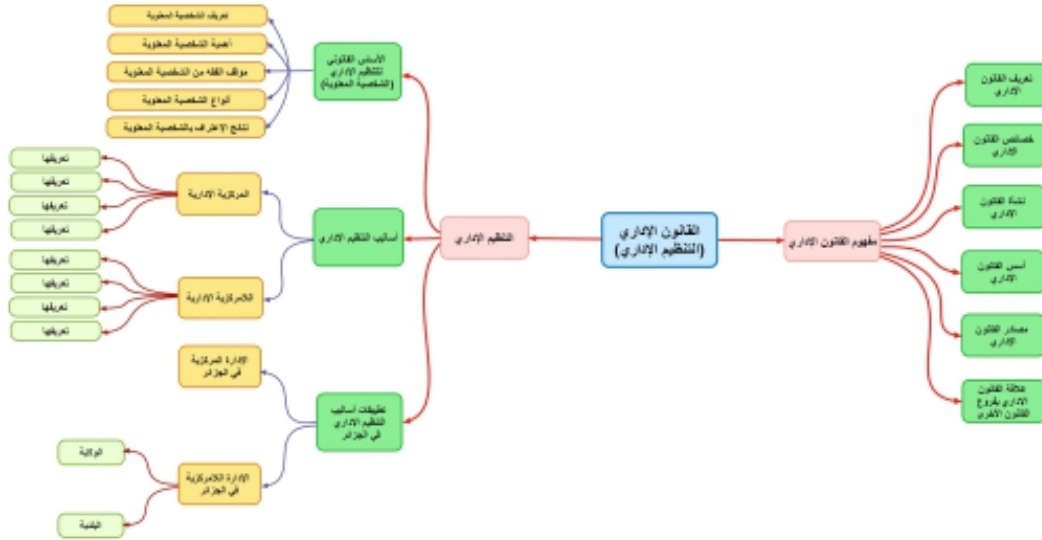 القانون الإداري
(التنظيم الإداري)
مفهوم القانون الإداري
تعريف القانون
الإداري
خصائص القانون
الإداري
نشأة القانون
الإداري
أسس القانون
الإداري
مصادر القانون
الإداري
علاقة القانون
الإداري بفروع
القانون الأخرى
التنظيم الإداري
الأساس القانوني
للتنظيم الإداري
(الشخصية المعنوية)
تعريف الشخصية المعنوية
أهمية الشخصية المعنوية
موقف الفقه من الشخصية المعنوية
أنواع الشخصية المعنوية
نتائج الإعتراف بالشخصية المعنوية
أساليب التنظيم الإداري
المركزية الإدارية
تعريفها
تعريفها
تعريفها
تعريفها
اللامركزية الإدارية
تعريفها
تعريفها
تعريفها
تعريفها
تطبيقات أساليب
التنظيم الإداري
في الجزائر
الإدارة المركزية
في الجزائر
الإدارة اللامركزية
في الجزائر
الولاية
البلدية